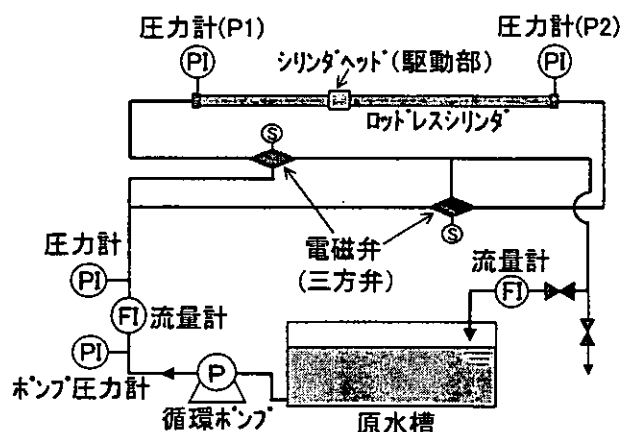 圧力計(P1)
圧力計(P2)
PI
シリンダヘッド(駆動部)
PI
ロッドレスシリンダ
S
S
電磁弁
(三方弁)
圧力計
PI
流量計
FI
FI
流量計
PI
ポンプ圧力計
P
循環ポンプ
原水槽